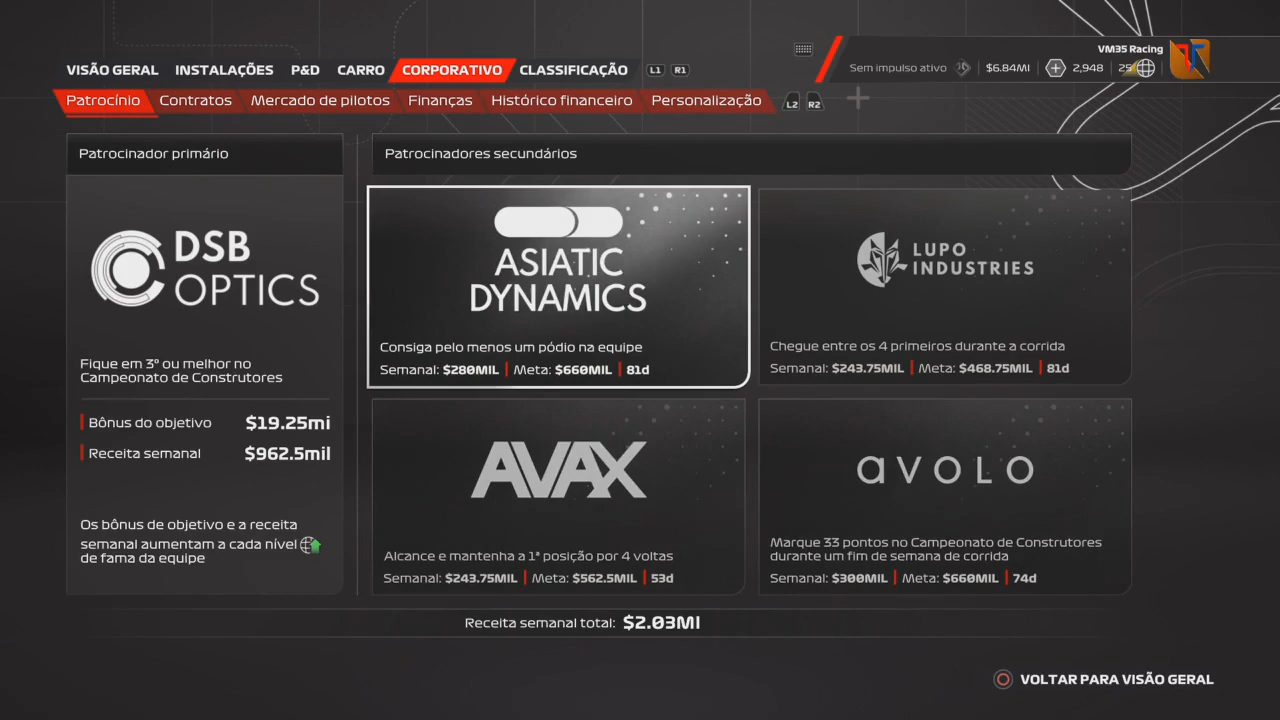 VM35 Racing
Sem impulso ativo $6.84MI 2,948 25
VISÃO GERAL INSTALAÇÕES P&D CARRO CORPORATIVO CLASSIFICAÇÃO L1 R1
Patrocínio Contratos Mercado de pilotos Finanças Histórico financeiro Personalização L2 R2
Patrocinador primário
DSB
OPTICS
Fique em 3º ou melhor no
Campeonato de Construtores
Bônus do objetivo $19.25mi
Receita semanal $962.5mil
Os bônus de objetivo e a receita
semanal aumentam a cada nível
de fama da equipe
Patrocinadores secundários
ASIATIC
DYNAMICS
Consiga pelo menos um pódio na equipe
Semanal: $280MIL Meta: $660MIL 81d
LUPO
INDUSTRIES
Chegue entre os 4 primeiros durante a corrida
Semanal: $243.75MIL Meta: $468.75MIL 81d
AVAX
Alcance e mantenha a 1ª posição por 4 voltas
Semanal: $243.75MIL Meta: $562.5MIL 53d
avolo
Marque 33 pontos no Campeonato de Construtores
durante um fim de semana de corrida
Semanal: $300MIL Meta: $660MIL 74d
Receita semanal total: $2.03MI
VOLTAR PARA VISÃO GERAL